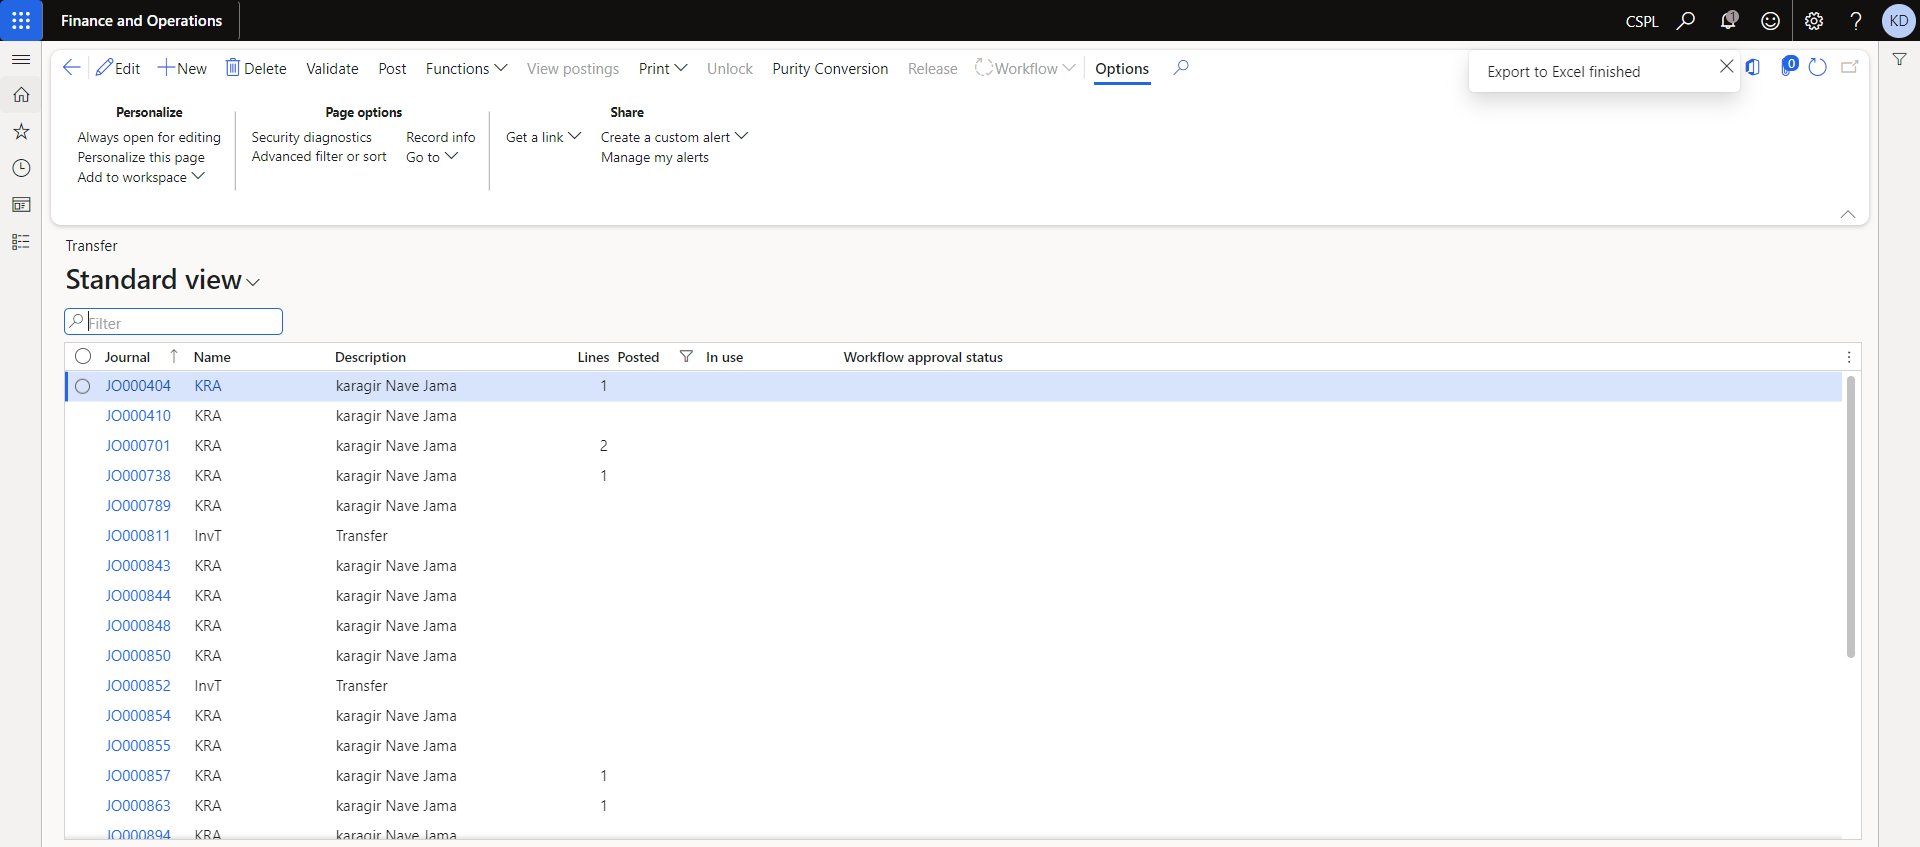 Finance and Operations
CSPL
1
KD
Edit New Delete Validate Post Functions View postings Print Unlock Purity Conversion Release Workflow Options
Export to Excel finished
0
Personalize
Always open for editing
Personalize this page
Add to workspace
Page options
Security diagnostics Record info
Advanced filter or sort Go to
Get a link
Share
Create a custom alert
Manage my alerts
Transfer
Standard view
Filter
Journal Name Description Lines Posted In use Workflow approval status
JO000404 KRA karagir Nave Jama 1
JO000410 KRA karagir Nave Jama
JO000701 KRA karagir Nave Jama 2
JO000738 KRA karagir Nave Jama 1
JO000789 KRA karagir Nave Jama
JO000811 InvT Transfer
JO000843 KRA karagir Nave Jama
JO000844 KRA karagir Nave Jama
JO000848 KRA karagir Nave Jama
JO000850 KRA karagir Nave Jama
JO000852 InvT Transfer
JO000854 KRA karagir Nave Jama
JO000855 KRA karagir Nave Jama
JO000857 KRA karagir Nave Jama 1
JO000863 KRA karagir Nave Jama 1
JO000894 KRA karagir Nave Jama